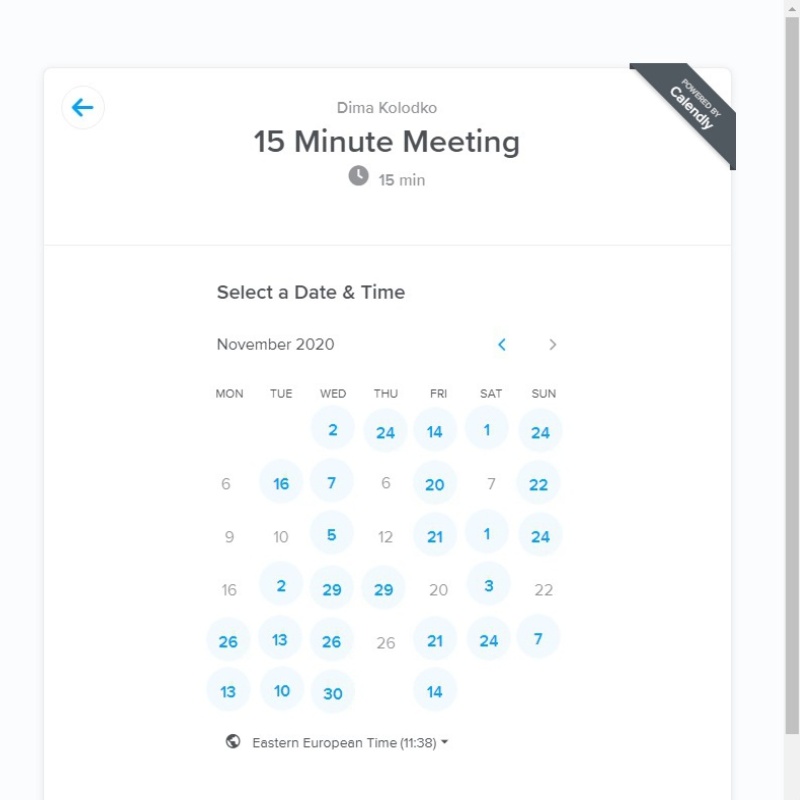 POWERED BY
Calendly
Dima Kolodko
15 Minute Meeting
15 min
Select a Date & Time
November 2020
MON TUE WED THU FRI SAT SUN
2 24 14 1 24
6 16 7 6 20 7 22
9 10 5 12 21 1 24
16 2 29 29 20 3 22
26 13 26 26 21 24 7
13 10 30 14
Eastern European Time (11:38)